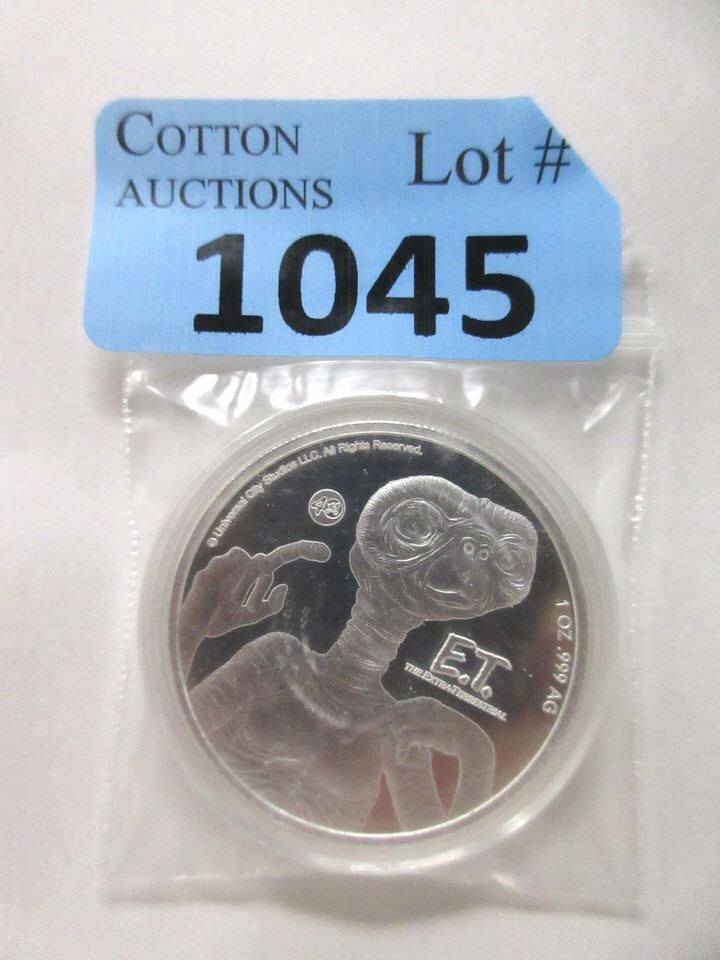 COTTON
AUCTIONS
Lot #
1045
© Universal City Studios LLC. All Rights Reserved.
E.T.
THE EXTRA-TERRESTRIAL
1 OZ .999 AG